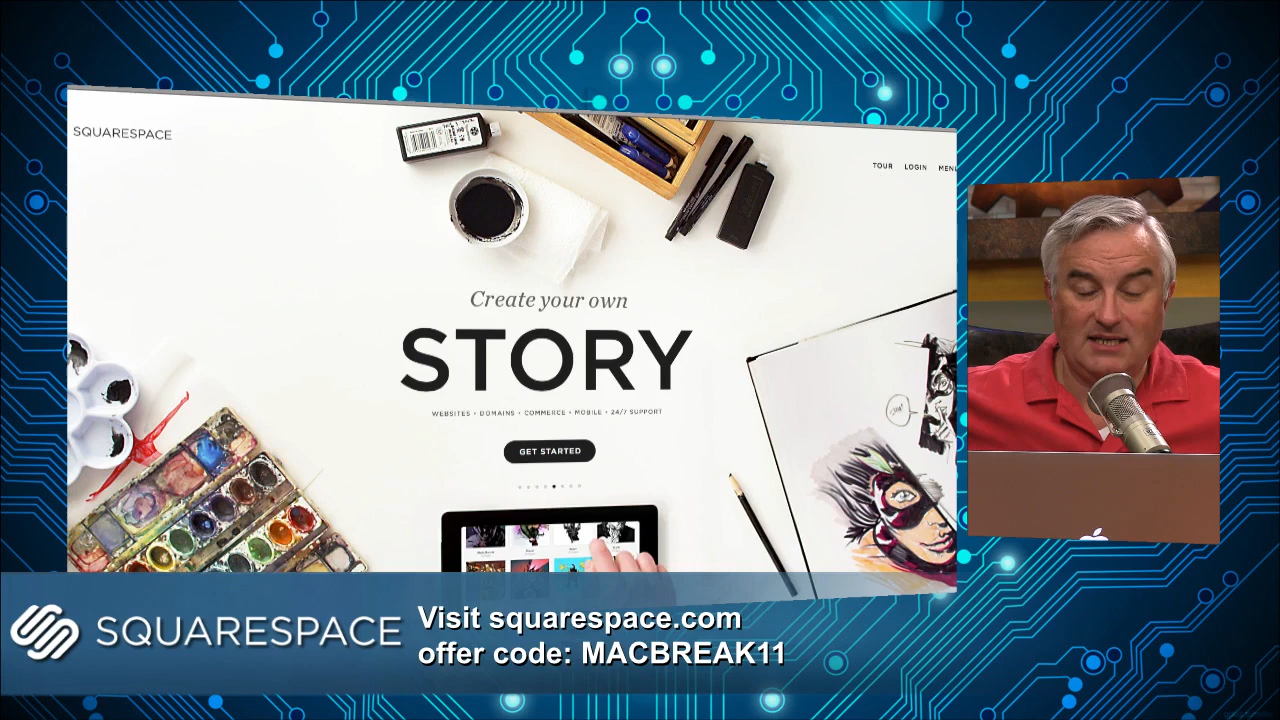 SQUARESPACE
TOUR LOGIN
Create your own
STORY
WEBSITES • DOMAINS • COMMERCE • MOBILE • 24/7 SUPPORT
GET STARTED
SQUARESPACE
Visit squarespace.com
offer code: MACBREAK11